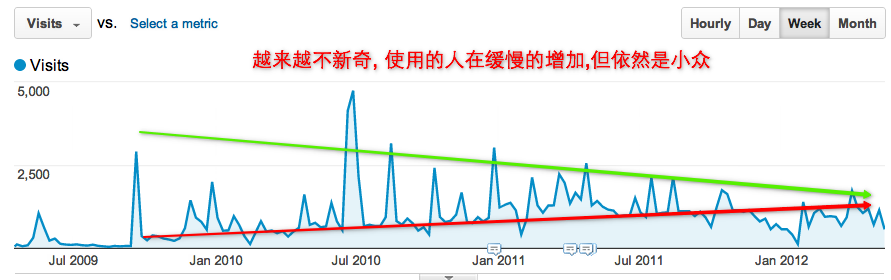 Visits VS. Select a metric Hourly Day Week Month
越来越不新奇, 使用的人在缓慢的增加,但依然是小众
Visits
5,000
2,500
Jul 2009 Jan 2010 Jul 2010 Jan 2011 Jul 2011 Jan 2012